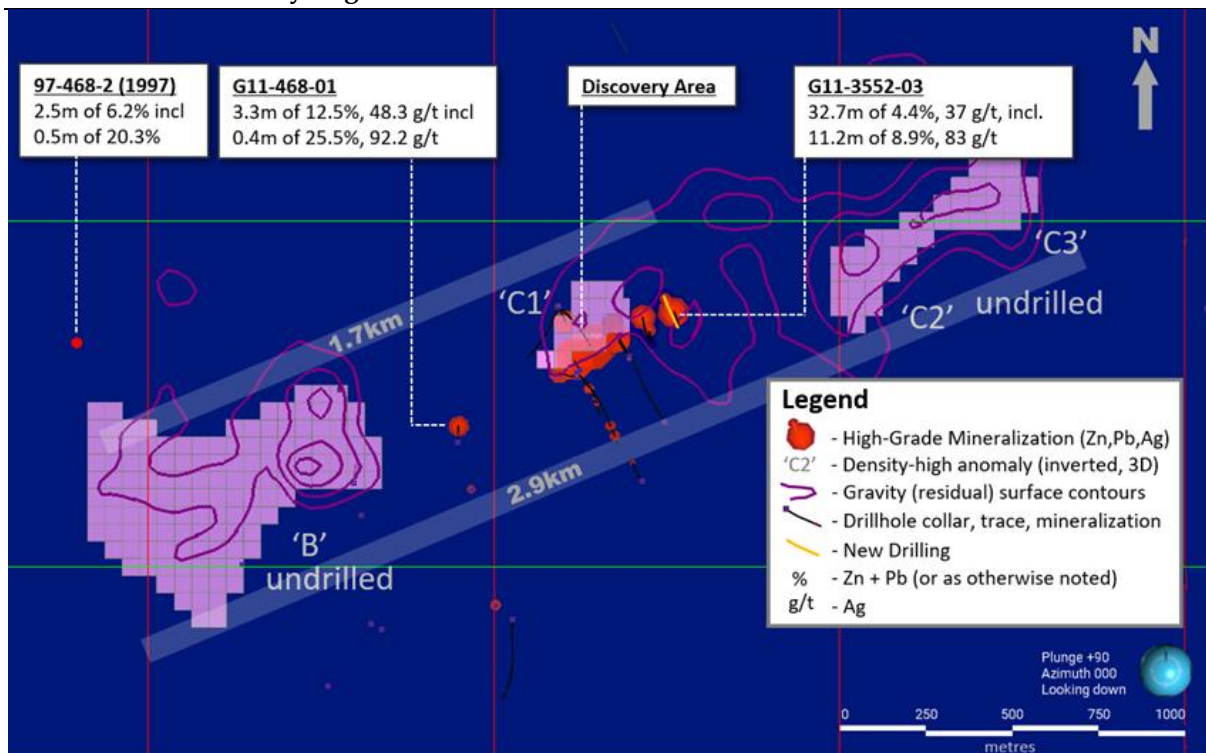 97-468-2 (1997)
2.5m of 6.2% incl
0.5m of 20.3%
G11-468-01
3.3m of 12.5%, 48.3 g/t incl
0.4m of 25.5%, 92.2 g/t
Discovery Area
G11-3552-03
32.7m of 4.4%, 37 g/t, incl.
11.2m of 8.9%, 83 g/t
N
'C3'
'C1'
'C2'
undrilled
1.7km
2.9km
'B'
undrilled
Legend
- High-Grade Mineralization (Zn,Pb,Ag)
'C2' - Density-high anomaly (inverted, 3D)
- Gravity (residual) surface contours
- Drillhole collar, trace, mineralization
- New Drilling
% - Zn + Pb (or as otherwise noted)
g/t - Ag
Plunge +90
Azimuth 000
Looking down
0 250 500 750 1000
metres